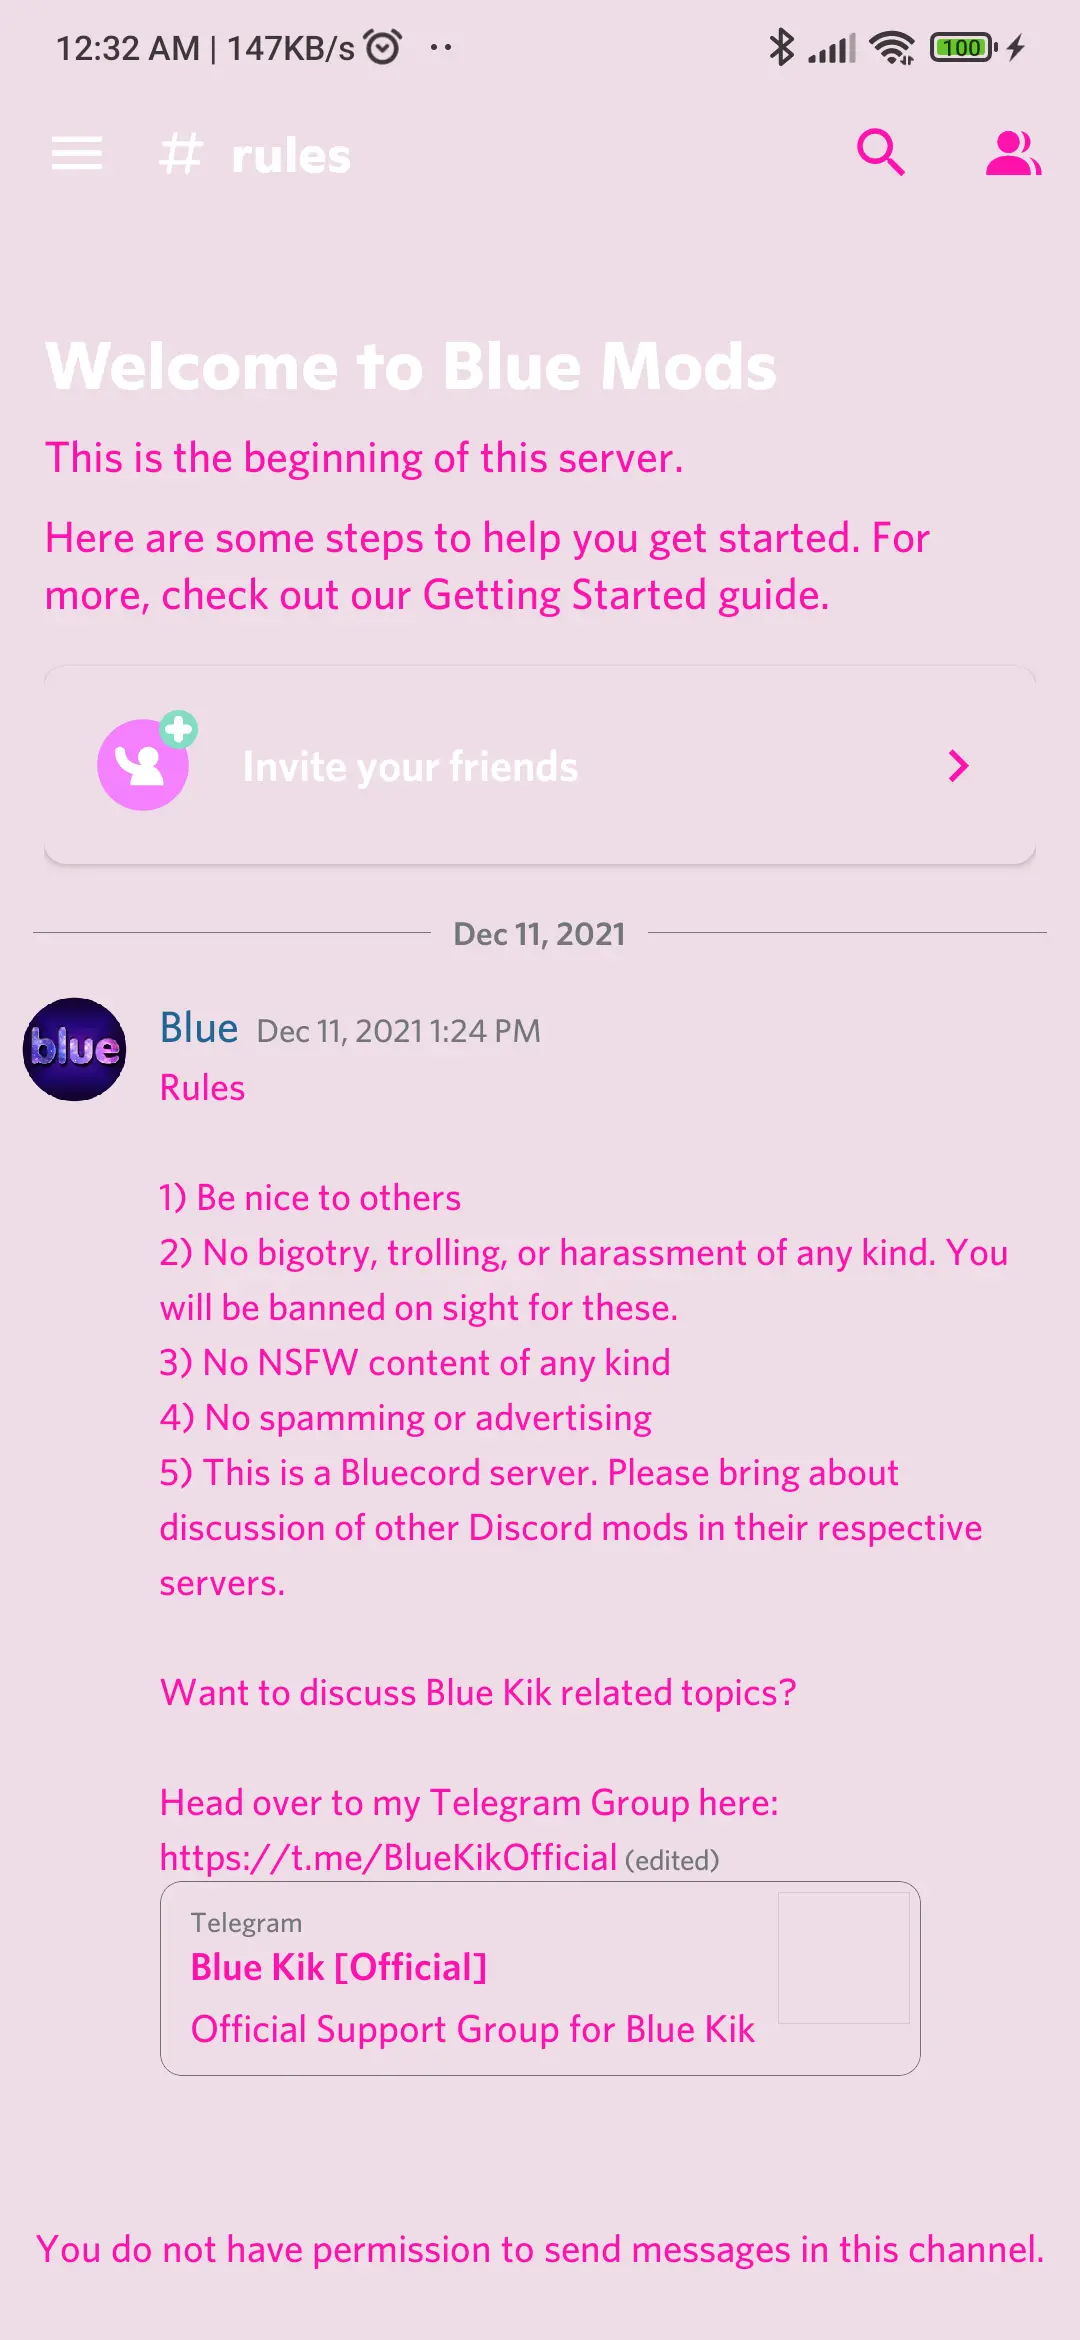 12:32 AM | 147KB/s
100
# rules
Welcome to Blue Mods
This is the beginning of this server.
Here are some steps to help you get started. For
more, check out our Getting Started guide.
Invite your friends
Dec 11, 2021
blue
Blue Dec 11, 2021 1:24 PM
Rules
1) Be nice to others
2) No bigotry, trolling, or harassment of any kind. You
will be banned on sight for these.
3) No NSFW content of any kind
4) No spamming or advertising
5) This is a Bluecord server. Please bring about
discussion of other Discord mods in their respective
servers.
Want to discuss Blue Kik related topics?
Head over to my Telegram Group here:
https://t.me/BlueKikOfficial (edited)
Telegram
Blue Kik [Official]
Official Support Group for Blue Kik
You do not have permission to send messages in this channel.